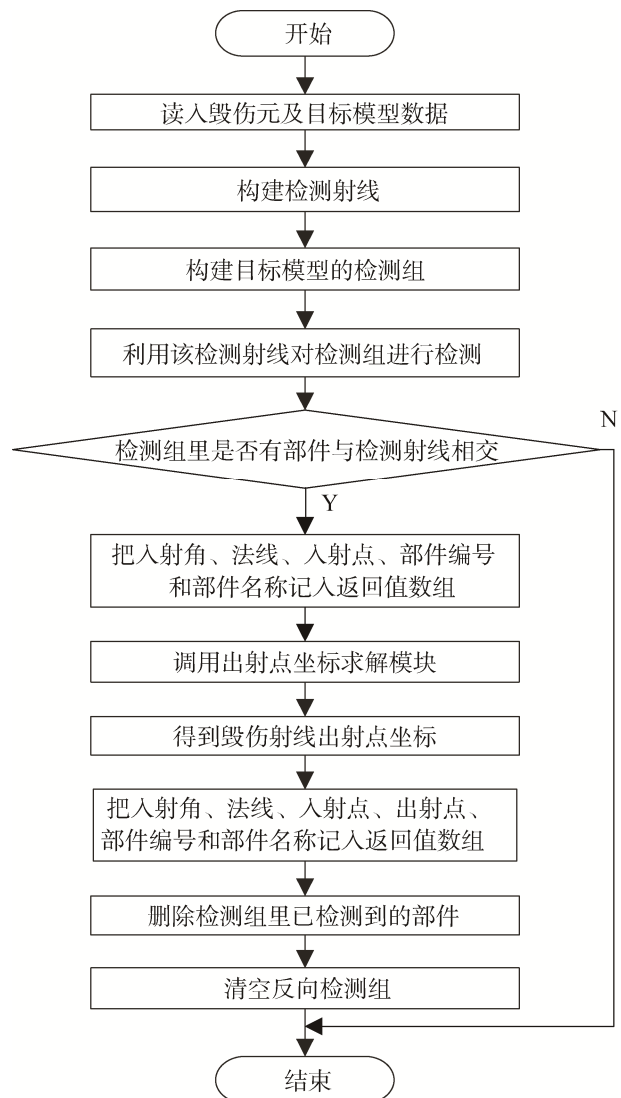 开始
读入毁伤元及目标模型数据
构建检测射线
构建目标模型的检测组
利用该检测射线对检测组进行检测
N
检测组里是否有部件与检测射线相交
Y
把入射角、法线、入射点、部件编号
和部件名称记入返回值数组
调用出射点坐标求解模块
得到毁伤射线出射点坐标
把入射角、法线、入射点、出射点、
部件编号和部件名称记入返回值数组
删除检测组里已检测到的部件
清空反向检测组
结束